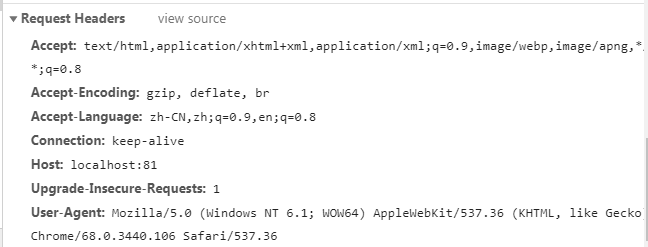 Request Headers view source
Accept: text/html,application/xhtml+xml,application/xml;q=0.9,image/webp,image/apng,*
*;q=0.8
Accept-Encoding: gzip, deflate, br
Accept-Language: zh-CN,zh;q=0.9,en;q=0.8
Connection: keep-alive
Host: localhost:81
Upgrade-Insecure-Requests: 1
User-Agent: Mozilla/5.0 (Windows NT 6.1; WOW64) AppleWebKit/537.36 (KHTML, like Gecko
Chrome/68.0.3440.106 Safari/537.36